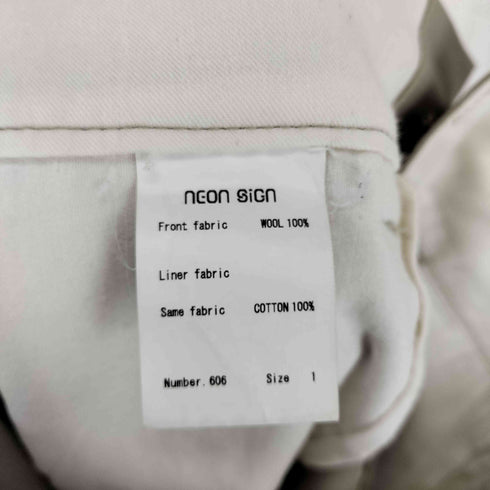 NEON SIGN
Front fabric WOOL 100%
Liner fabric
Same fabric COTTON 100%
Number. 606 Size 1